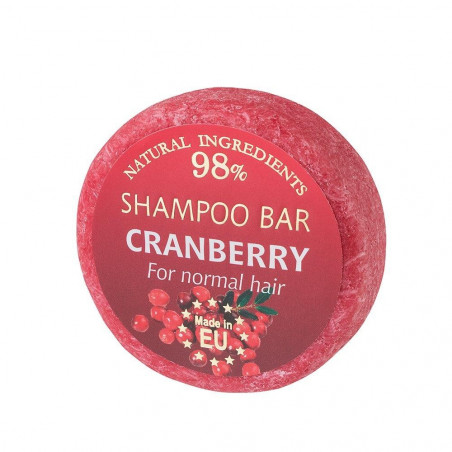 NATURAL INGREDIENTS
98%
SHAMPOO BAR
CRANBERRY
For normal hair
Made in
EU